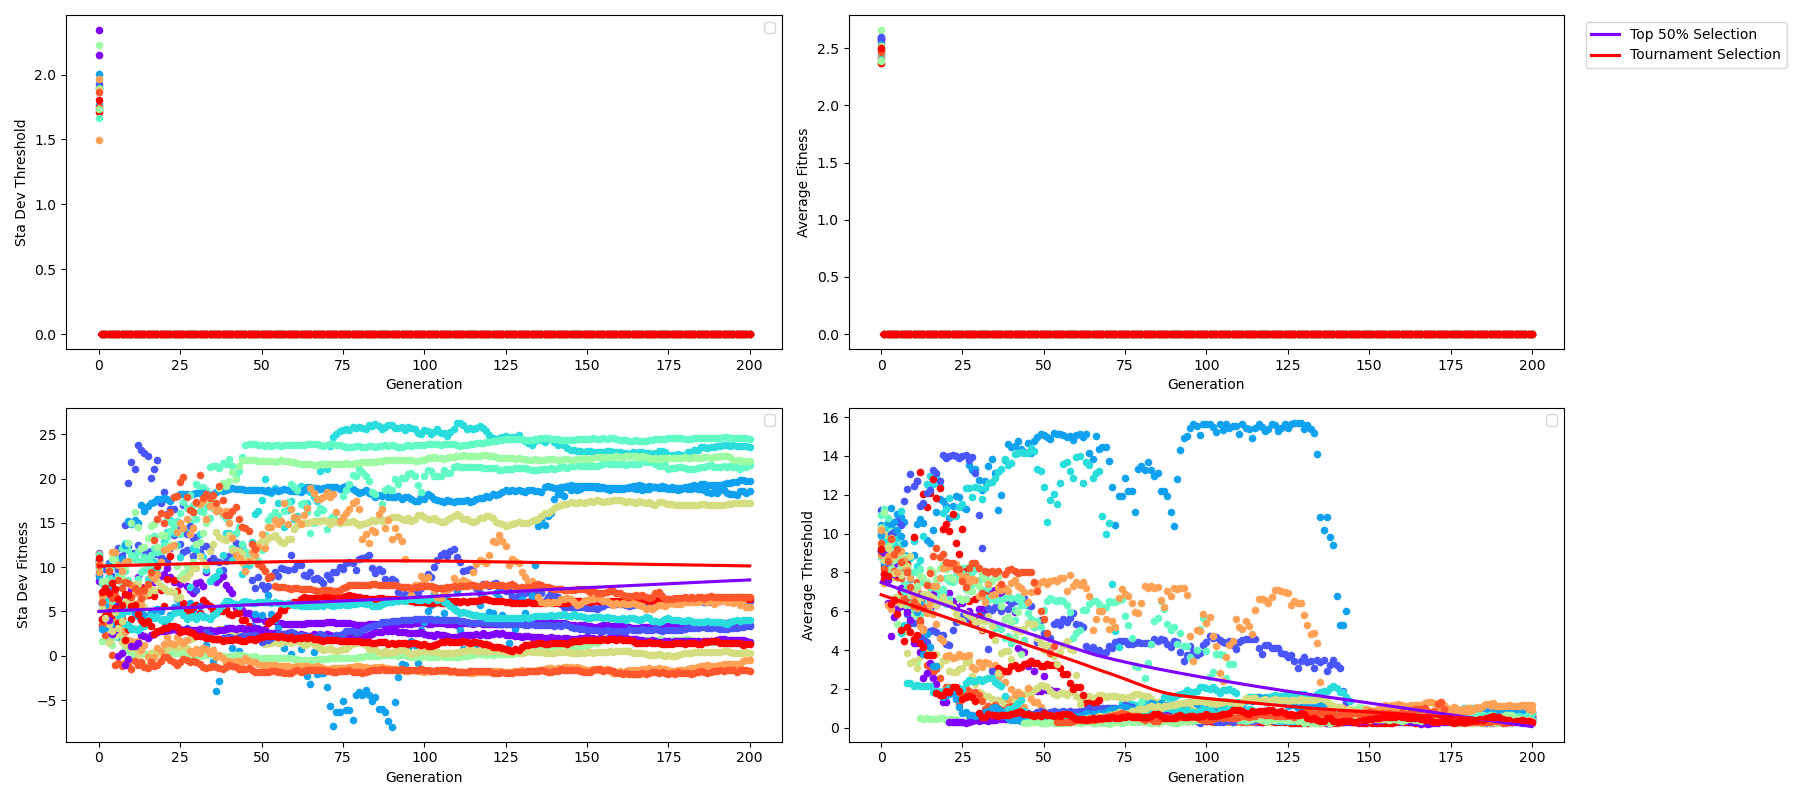 Sta Dev Threshold
2.0
1.5
1.0
0.5
0.0
0 25 50 75 100 125 150 175 200
Generation
Average Fitness
2.5
2.0
1.5
1.0
0.5
0.0
0 25 50 75 100 125 150 175 200
Generation
Top 50% Selection
Tournament Selection
Sta Dev Fitness
25
20
15
10
5
0
−5
0 25 50 75 100 125 150 175 200
Generation
Average Threshold
16
14
12
10
8
6
4
2
0
0 25 50 75 100 125 150 175 200
Generation